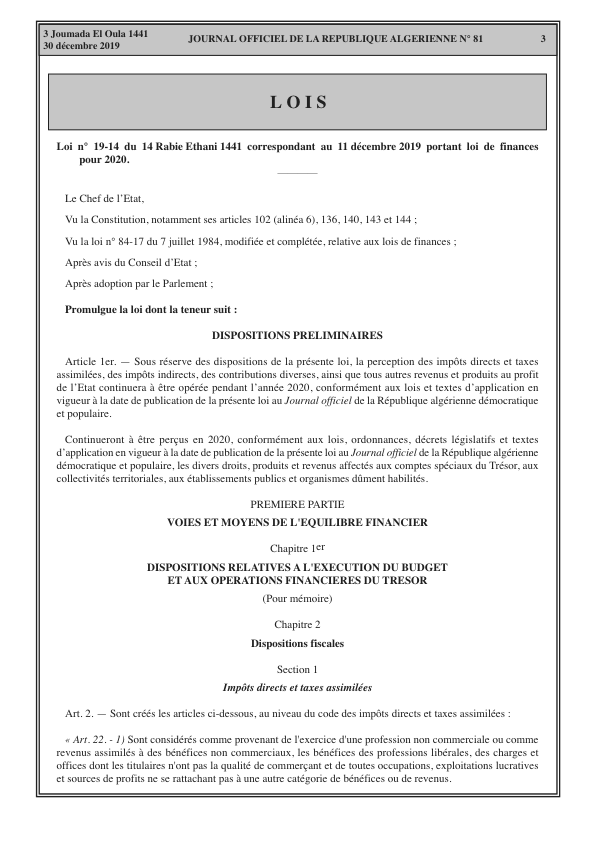 3 Joumada El Oula 1441
30 décembre 2019
JOURNAL OFFICIEL DE LA REPUBLIQUE ALGERIENNE N° 81
3
L O I S
Loi n° 19-14 du 14 Rabie Ethani 1441 correspondant au 11 décembre 2019 portant loi de finances
pour 2020.
Le Chef de l'Etat,
Vu la Constitution, notamment ses articles 102 (alinéa 6), 136, 140, 143 et 144 ;
Vu la loi n° 84-17 du 7 juillet 1984, modifiée et complétée, relative aux lois de finances ;
Après avis du Conseil d'Etat ;
Après adoption par le Parlement ;
Promulgue la loi dont la teneur suit :
DISPOSITIONS PRELIMINAIRES
Article 1er. — Sous réserve des dispositions de la présente loi, la perception des impôts directs et taxes
assimilées, des impôts indirects, des contributions diverses, ainsi que tous autres revenus et produits au profit
de l'Etat continuera à être opérée pendant l'année 2020, conformément aux lois et textes d'application en
vigueur à la date de publication de la présente loi au Journal officiel de la République algérienne démocratique
et populaire.
Continueront à être perçus en 2020, conformément aux lois, ordonnances, décrets législatifs et textes
d'application en vigueur à la date de publication de la présente loi au Journal officiel de la République algérienne
démocratique et populaire, les divers droits, produits et revenus affectés aux comptes spéciaux du Trésor, aux
collectivités territoriales, aux établissements publics et organismes dûment habilités.
PREMIERE PARTIE
VOIES ET MOYENS DE L'EQUILIBRE FINANCIER
Chapitre 1er
DISPOSITIONS RELATIVES A L'EXECUTION DU BUDGET
ET AUX OPERATIONS FINANCIERES DU TRESOR
(Pour mémoire)
Chapitre 2
Dispositions fiscales
Section 1
Impôts directs et taxes assimilées
Art. 2. — Sont créés les articles ci-dessous, au niveau du code des impôts directs et taxes assimilées :
« Art. 22. - 1) Sont considérés comme provenant de l'exercice d'une profession non commerciale ou comme
revenus assimilés à des bénéfices non commerciaux, les bénéfices des professions libérales, des charges et
offices dont les titulaires n'ont pas la qualité de commerçant et de toutes occupations, exploitations lucratives
et sources de profits ne se rattachant pas à une autre catégorie de bénéfices ou de revenus.